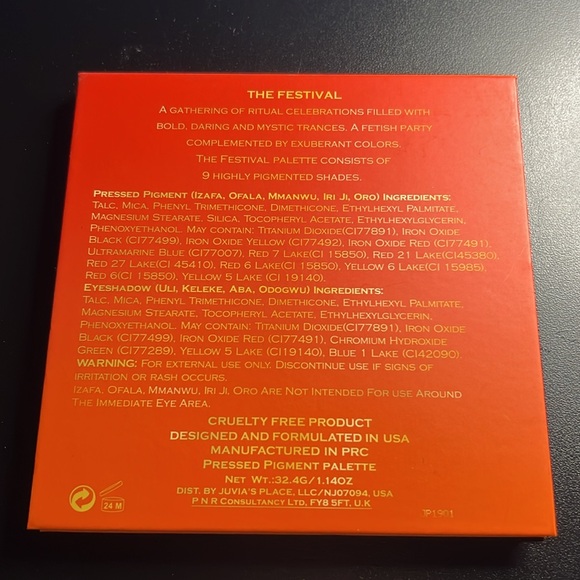 THE FESTIVAL
A GATHERING OF RITUAL CELEBRATIONS FILLED WITH
BOLD, DARING AND MYSTIC TRANCES. A FETISH PARTY
COMPLEMENTED BY EXUBERANT COLORS.
THE FESTIVAL PALETTE CONSISTS OF
9 HIGHLY PIGMENTED SHADES.
PRESSED PIGMENT (IZAFA, OFALA, MMANWU, IRI JI, ORO) INGREDIENTS:
TALC, MICA, PHENYL TRIMETHICONE, DIMETHICONE, ETHYLHEXYL PALMITATE,
MAGNESIUM STEARATE. SILICA, TOCOPHERYL ACETATE, ETHYLHEXYLGLYCERIN,
PHENOXYETHANOL. MAY CONTAIN: TITANIUM DIOXIDE(CI77891), IRON OXIDE
BLACK (CI77499), IRON OXIDE YELLOW (CI77492), IRON OXIDE RED (CI77491),
ULTRAMARINE BLUE (CI77007), RED 7 LAKE (CI 15850), RED 21 LAKE(CI45380),
RED 27 LAKE(CI 45410), RED 6 LAKE(CI 15850), YELLOW 6 LAKE (CI 15985),
RED 6(CI 15850), YELLOW 5 LAKE (CI 19140).
EYESHADOW (ULI, KELEKE, ABA, ODOGWU) INGREDIENTS:
TALC, MICA, PHENYL TRIMETHICONE, DIMETHICONE, ETHYLHEXYL PALMITATE,
MAGNESIUM STEARATE, TOCOPHERYL ACETATE, ETHYLHEXYLGLYCERIN,
PHENOXYETHANOL. MAY CONTAIN: TITANIUM DIOXIDE(CI77891), IRON OXIDE
BLACK (CI77499), IRON OXIDE RED (CI77491), CHROMIUM HYDROXIDE
GREEN (CI77289), YELLOW 5 LAKE (CI19140), BLUE 1 LAKE (CI42090).
WARNING: FOR EXTERNAL USE ONLY. DISCONTINUE USE IF SIGNS OF
IRRITATION OR RASH OCCURS.
IZAFA, OFALA, MMANWU, IRI JI, ORO ARE NOT INTENDED FOR USE AROUND
THE IMMEDIATE EYE AREA.
CRUELTY FREE PRODUCT
DESIGNED AND FORMULATED IN USA
MANUFACTURED IN PRC
PRESSED PIGMENT PALETTE
NET WT.:32.4G/1.14OZ
DIST. BY JUVIA'S PLACE, LLC/NJ07094, USA
P N R CONSULTANCY LTD, FY8 5FT, U.K
24 M
JP1901